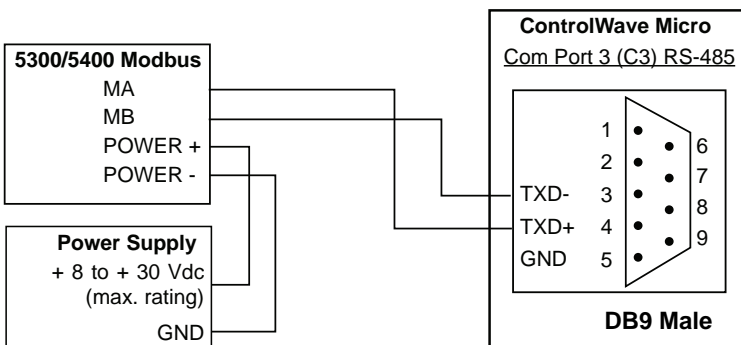 5300/5400 Modbus
MA
MB
POWER +
POWER -
Power Supply
+ 8 to + 30 Vdc
(max. rating)
GND
ControlWave Micro
Com Port 3 (C3) RS-485
1
6
2
7
TXD- 3
8
TXD+ 4
9
GND 5
DB9 Male